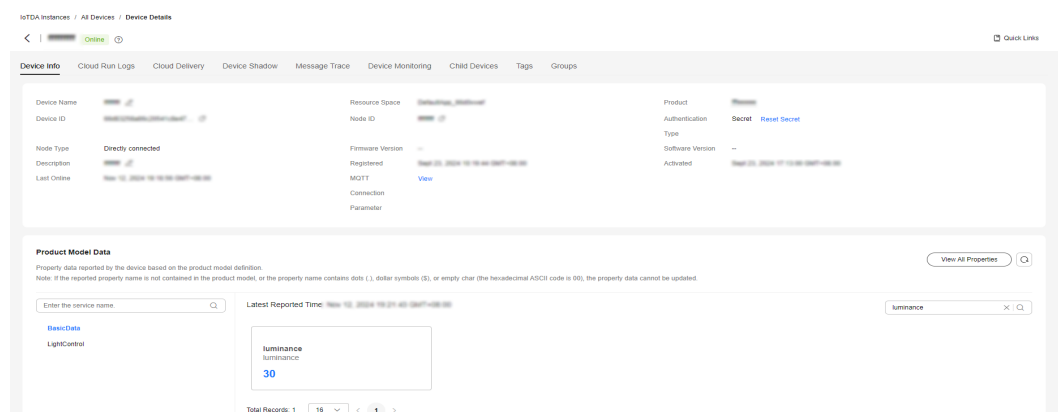 IoTDA Instances / All Devices / Device Details
Online
Quick Links
Device Info Cloud Run Logs Cloud Delivery Device Shadow Message Trace Device Monitoring Child Devices Tags Groups
Device Name Resource Space Product
Device ID Node ID Authentication Type Secret Reset Secret
Node Type Directly connected Firmware Version -- Software Version --
Description Registered Activated
Last Online MQTT Connection Parameter View
Product Model Data
View All Properties
Property data reported by the device based on the product model definition.
Note: If the reported property name is not contained in the product model, or the property name contains dots (.), dollar symbols ($), or empty char (the hexadecimal ASCII code is 00), the property data cannot be updated.
Enter the service name.
Latest Reported Time:
luminance
BasicData
LightControl
luminance
luminance
30
Total Records: 1 16 < 1 >